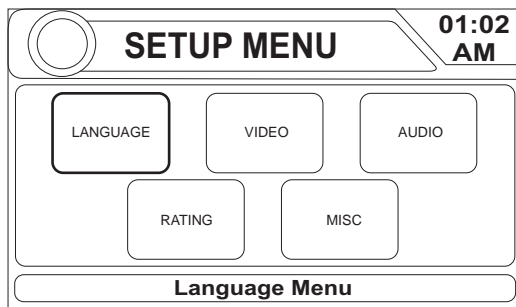 SETUP MENU
01:02
AM
LANGUAGE
VIDEO
AUDIO
RATING
MISC
Language Menu